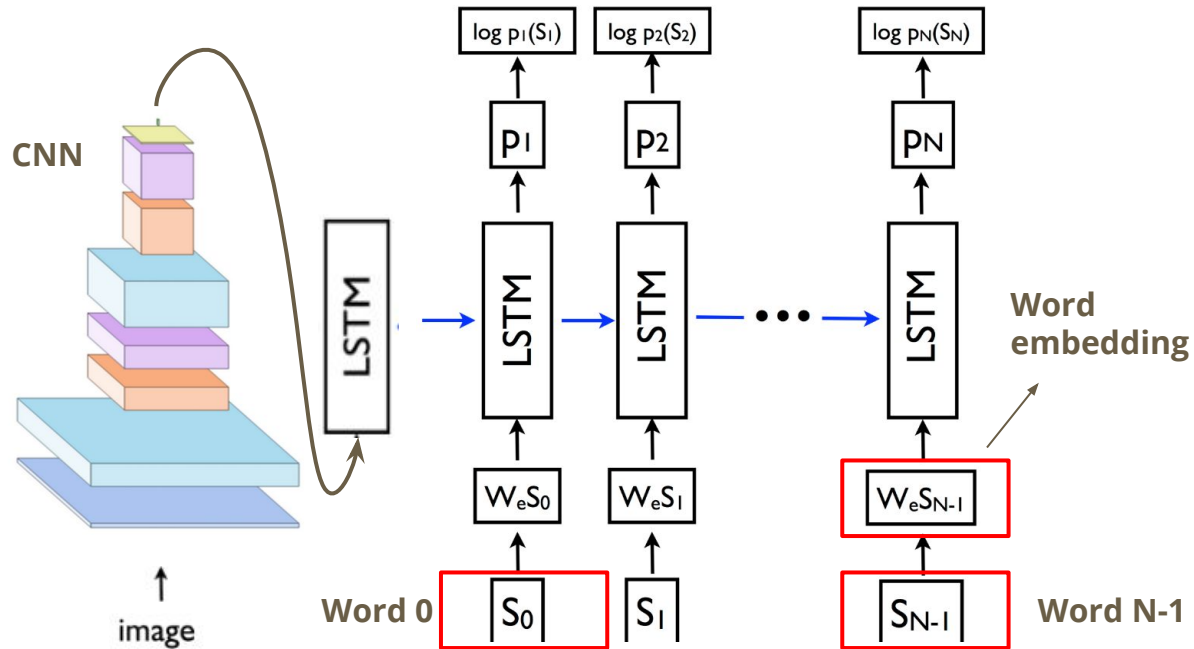 log p₁(S₁) log p₂(S₂) log pN(SN)
CNN
p₁ p₂ pN
LSTM LSTM LSTM LSTM
•••
Word
embedding
WₑS₀ WₑS₁ WₑSN-1
Word 0 S₀ S₁ SN-1 Word N-1
image